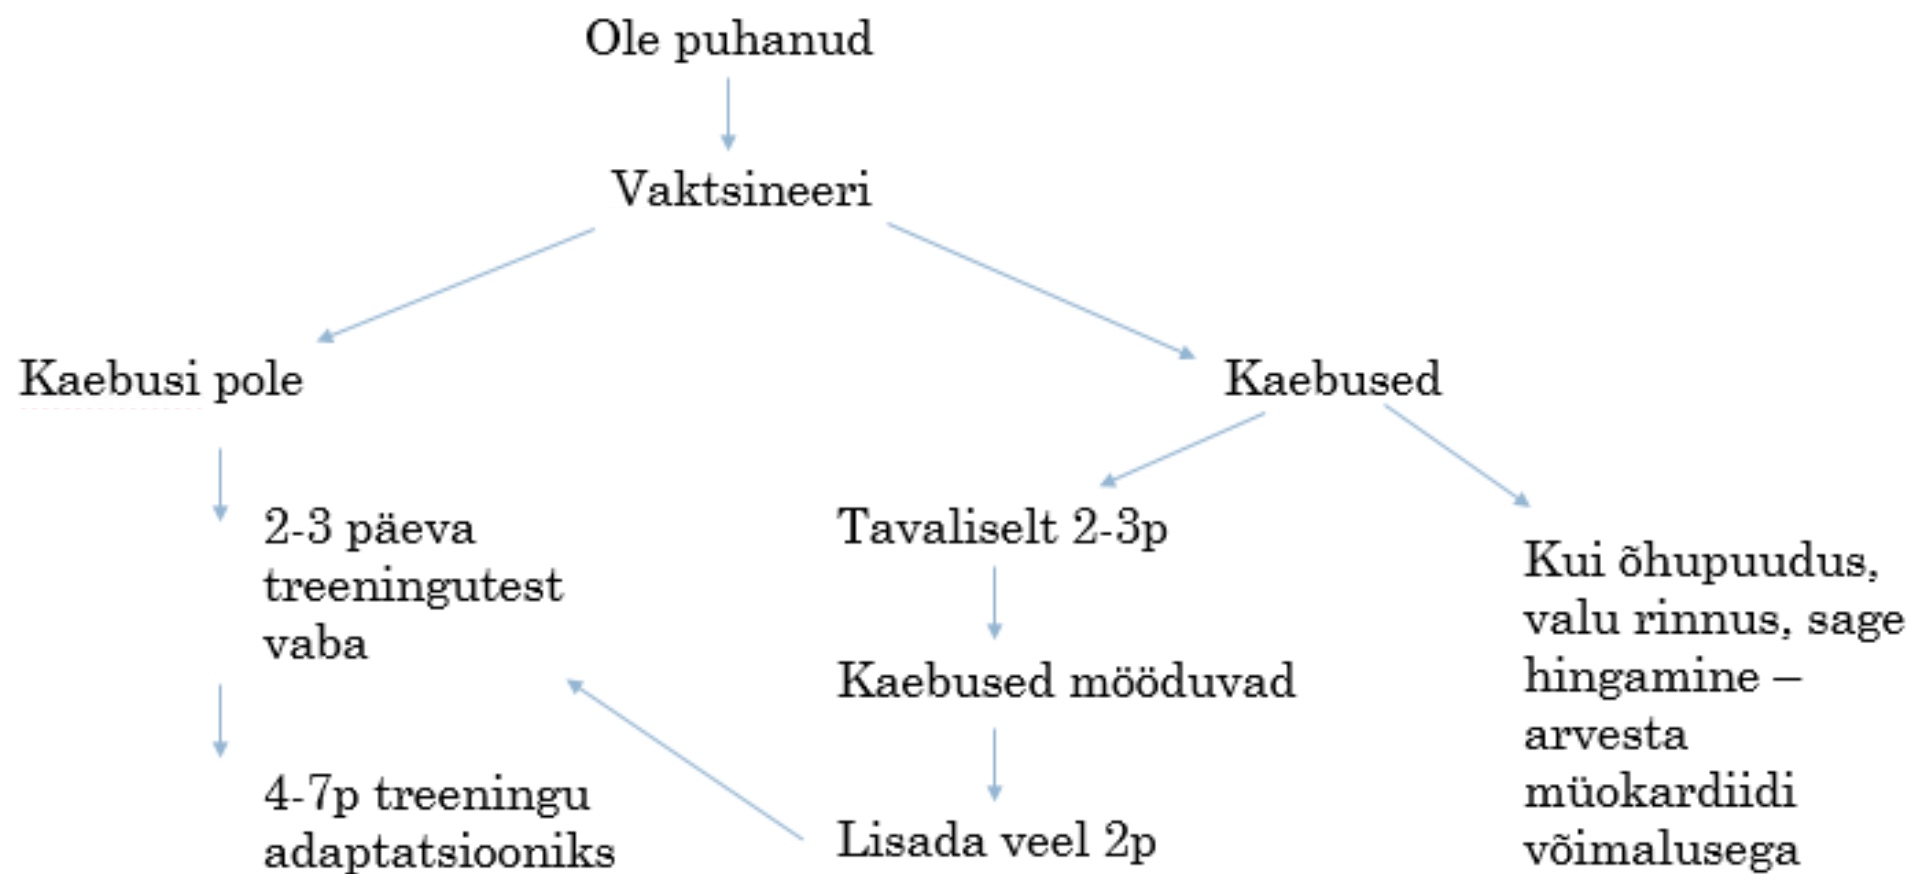 Ole puhanud
Vaktsineeri
Kaebusi pole
Kaebused
2-3 päeva
treeningutest
vaba
4-7p treeningu
adaptatsiooniks
Tavaliselt 2-3p
Kaebused mööduvad
Lisada veel 2p
Kui õhupuudus,
valu rinnus, sage
hingamine –
arvesta
müokardiidi
võimalusega